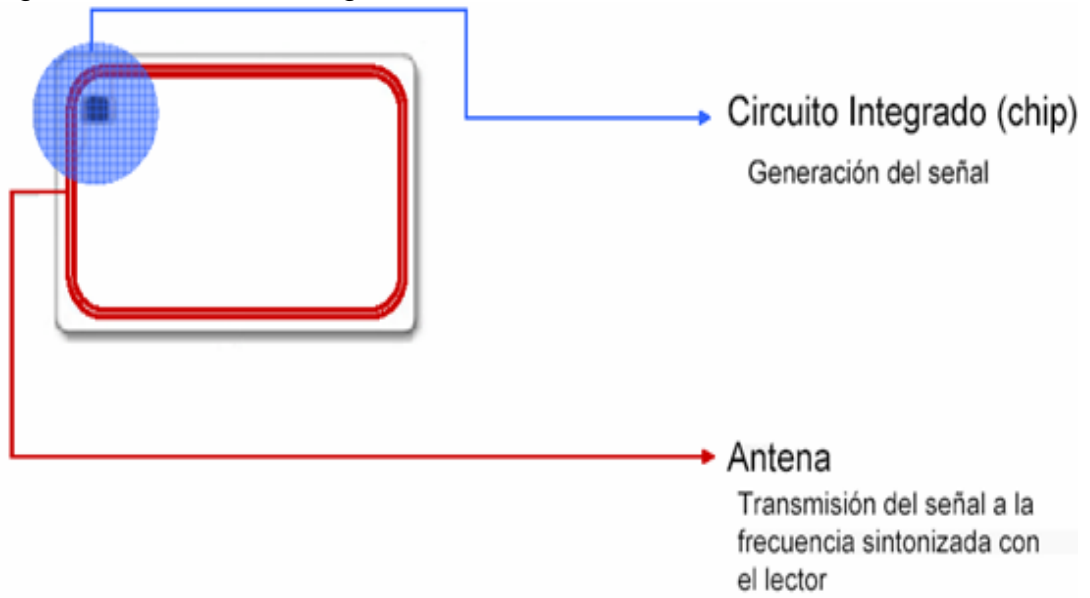 Circuito Integrado (chip)
Generación del señal
Antena
Transmisión del señal a la
frecuencia sintonizada con
el lector